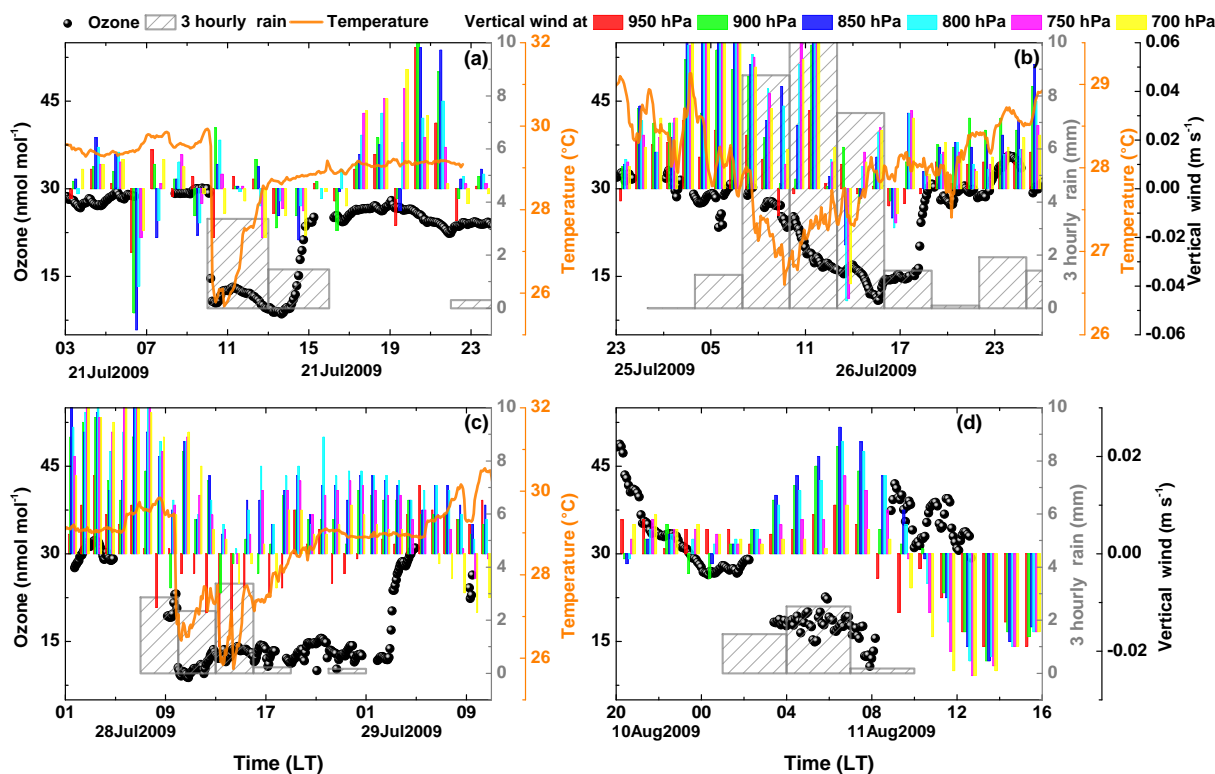 Ozone 3 hourly rain Temperature Vertical wind at 950 hPa 900 hPa 850 hPa 800 hPa 750 hPa 700 hPa
(a)
Ozone (nmol mol-1)
45
30
15
03 07 11 15 19 23
21Jul2009 21Jul2009
10
8
6
4
2
0
32
30
28
26
Temperature (°C)
(b)
45
30
15
23 05 11 17 23
25Jul2009 26Jul2009
10
8
6
4
2
0
3 hourly rain (mm)
29
28
27
26
Temperature (°C)
0.06
0.04
0.02
0.00
-0.02
-0.04
-0.06
Vertical wind (m s-1)
(c)
Ozone (nmol mol-1)
45
30
15
01 09 17 01 09
28Jul2009 29Jul2009
Time (LT)
10
8
6
4
2
0
32
30
28
26
Temperature (°C)
(d)
45
30
15
20 00 04 08 12 16
10Aug2009 11Aug2009
Time (LT)
10
8
6
4
2
0
3 hourly rain (mm)
0.02
0.00
-0.02
Vertical wind (m s-1)